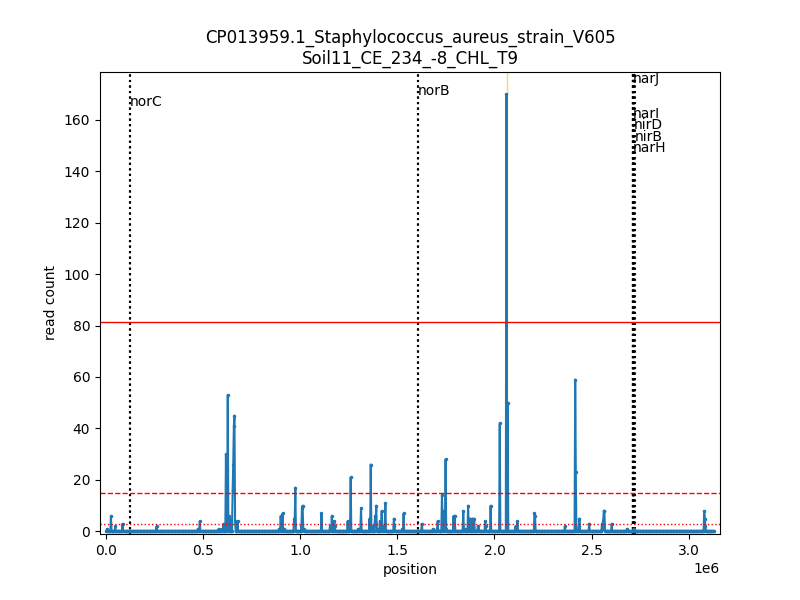 CP013959.1_Staphylococcus_aureus_strain_V605
Soil11_CE_234_-8_CHL_T9
narJ
norB
norC
narI
nirD
nirB
narH
160
140
120
100
80
60
40
20
0
read count
0.0
0.5
1.0
1.5
2.0
2.5
3.0
1e6
position